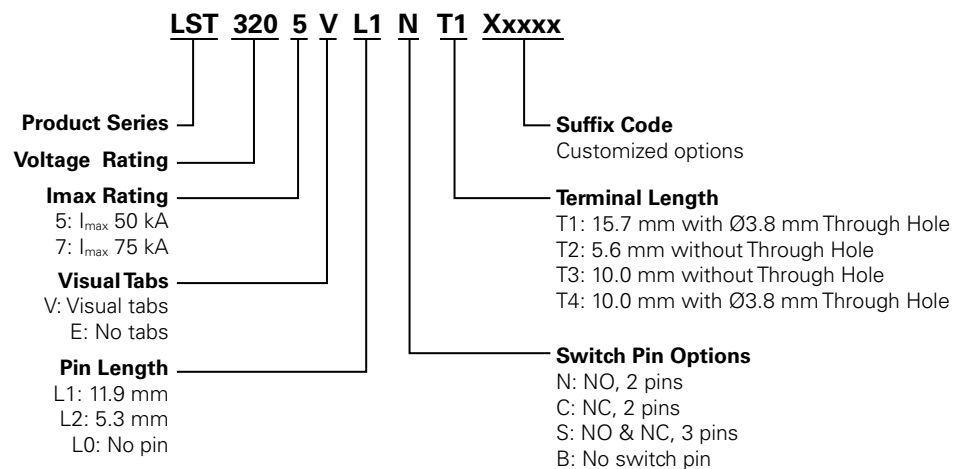 LST 320 5 V L1 N T1 Xxxxx
Product Series
Voltage Rating
Imax Rating
5: Imax 50 kA
7: Imax 75 kA
Visual Tabs
V: Visual tabs
E: No tabs
Pin Length
L1: 11.9 mm
L2: 5.3 mm
L0: No pin
Suffix Code
Customized options
Terminal Length
T1: 15.7 mm with Ø3.8 mm Through Hole
T2: 5.6 mm without Through Hole
T3: 10.0 mm without Through Hole
T4: 10.0 mm with Ø3.8 mm Through Hole
Switch Pin Options
N: NO, 2 pins
C: NC, 2 pins
S: NO & NC, 3 pins
B: No switch pin